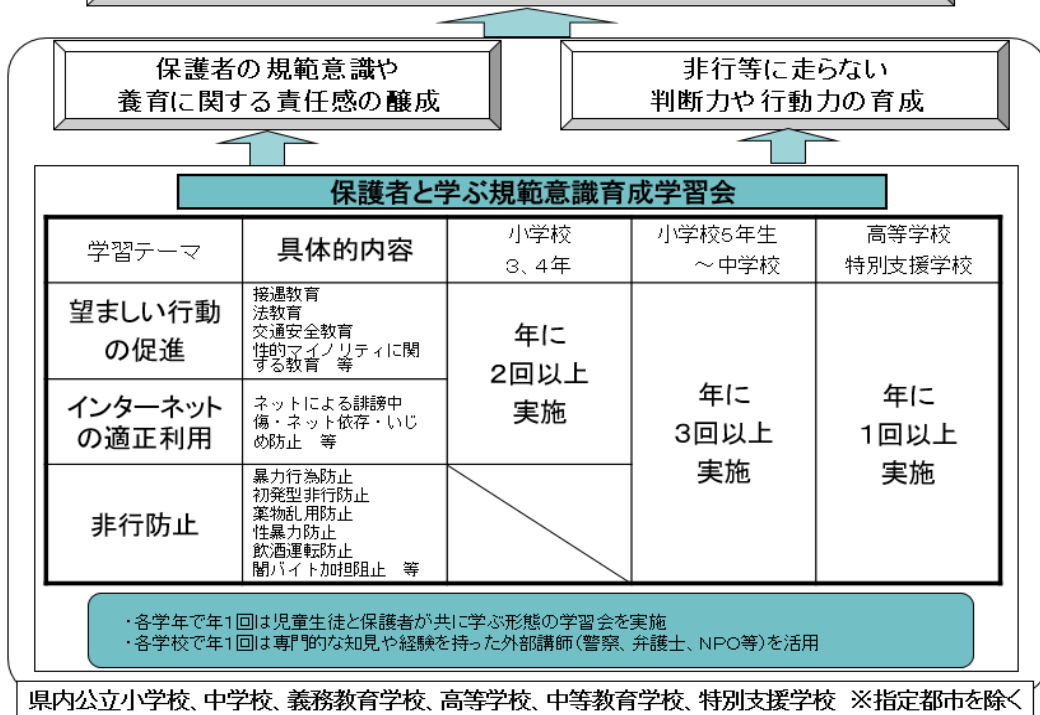 保護者の規範意識や
養育に関する責任感の醸成
非行等に走らない
判断力や行動力の育成
保護者と学ぶ規範意識育成学習会
学習テーマ
具体的内容
小学校
3、4年
小学校5年生
～中学校
高等学校
特別支援学校
望ましい行動
の促進
接遇教育
法教育
交通安全教育
性的マイノリティに関
する教育　等
年に
2回以上
実施
年に
3回以上
実施
年に
1回以上
実施
インターネット
の適正利用
ネットによる誹謗中
傷・ネット依存・いじ
め防止　等
非行防止
暴力行為防止
初発型非行防止
薬物乱用防止
性暴力防止
飲酒運転防止
闇バイト加担阻止　等
・各学年で年1回は児童生徒と保護者が共に学ぶ形態の学習会を実施
・各学校で年1回は専門的な知見や経験を持った外部講師(警察、弁護士、NPO等)を活用
県内公立小学校、中学校、義務教育学校、高等学校、中等教育学校、特別支援学校　※指定都市を除く